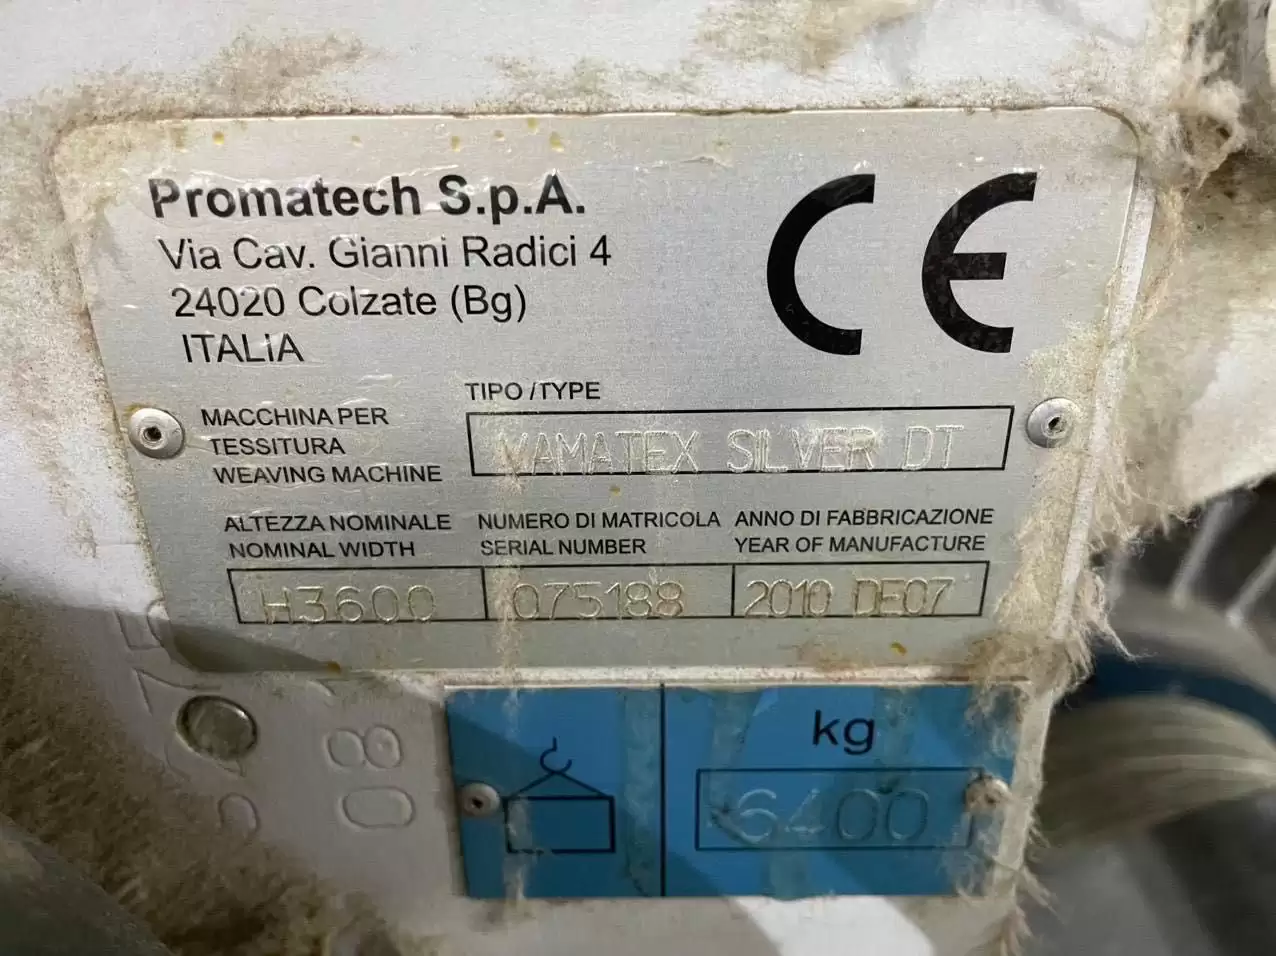 Promatech S.p.A.
Via Cav. Gianni Radici 4
24020 Colzate (Bg)
ITALIA
CE
TIPO/TYPE
MACCHINA PER
TESSITURA
WEAVING MACHINE
VAMATEX SILVER DT
ALTEZZA NOMINALE
NOMINAL WIDTH
NUMERO DI MATRICOLA
SERIAL NUMBER
ANNO DI FABBRICAZIONE
YEAR OF MANUFACTURE
H3600
075188
2010 DE07
kg
6400